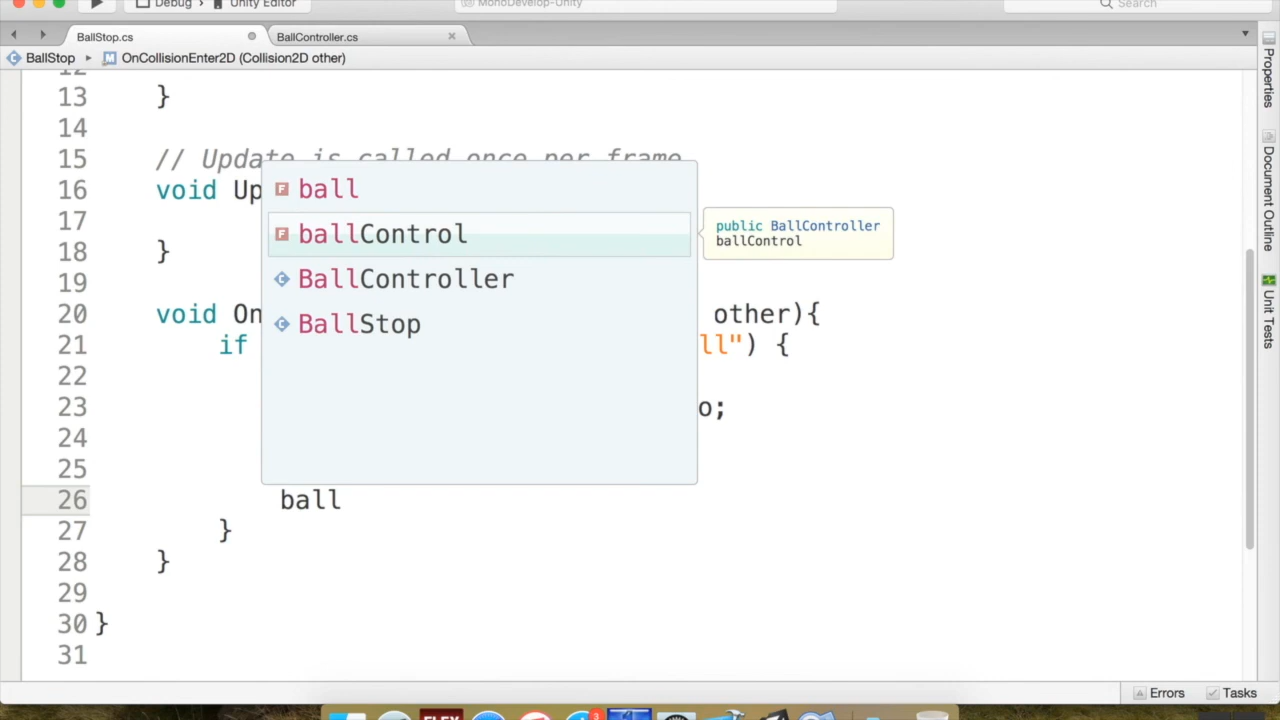 Debug › Unity Editor MonoDevelop-Unity Search
BallStop.cs BallController.cs
BallStop ▸ OnCollisionEnter2D (Collision2D other)
12
13 }
14
15 // Update is called once per frame
16 void Up
17
18 }
19
20 void On other){
21 if ll") {
22
23 o;
24
25
26 ball
27 }
28 }
29
30 }
31
ball
ballControl
BallController
BallStop
public BallController
ballControl
Properties
Document Outline
Unit Tests
Errors Tasks
FLEX
3